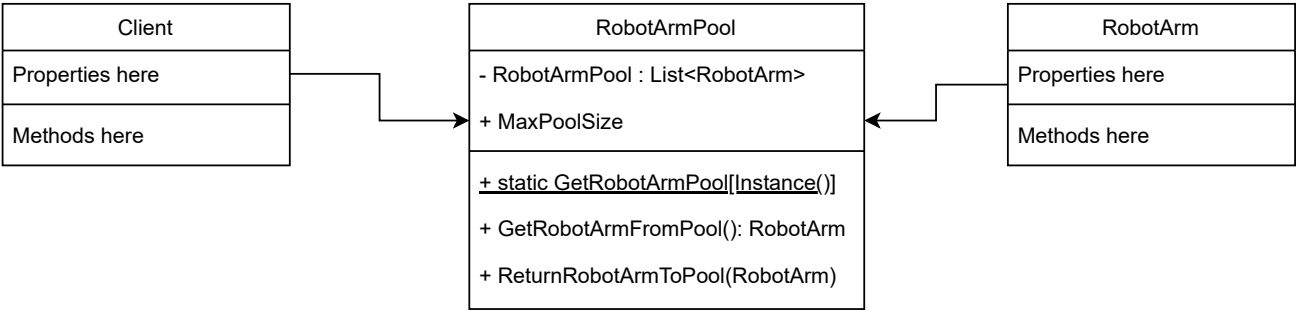 Client
Properties here
Methods here
RobotArmPool
- RobotArmPool : List<RobotArm>
+ MaxPoolSize
+ static GetRobotArmPool[Instance()]
+ GetRobotArmFromPool(): RobotArm
+ ReturnRobotArmToPool(RobotArm)
RobotArm
Properties here
Methods here